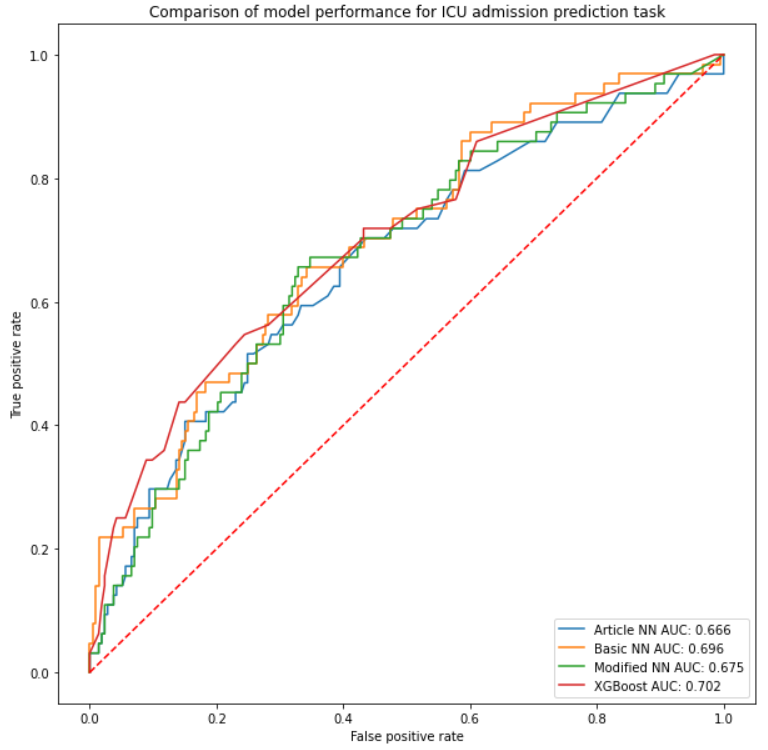 Comparison of model performance for ICU admission prediction task
1.0
0.8
0.6
0.4
0.2
0.0
True positive rate
0.0 0.2 0.4 0.6 0.8 1.0
False positive rate
Article NN AUC: 0.666
Basic NN AUC: 0.696
Modified NN AUC: 0.675
XGBoost AUC: 0.702